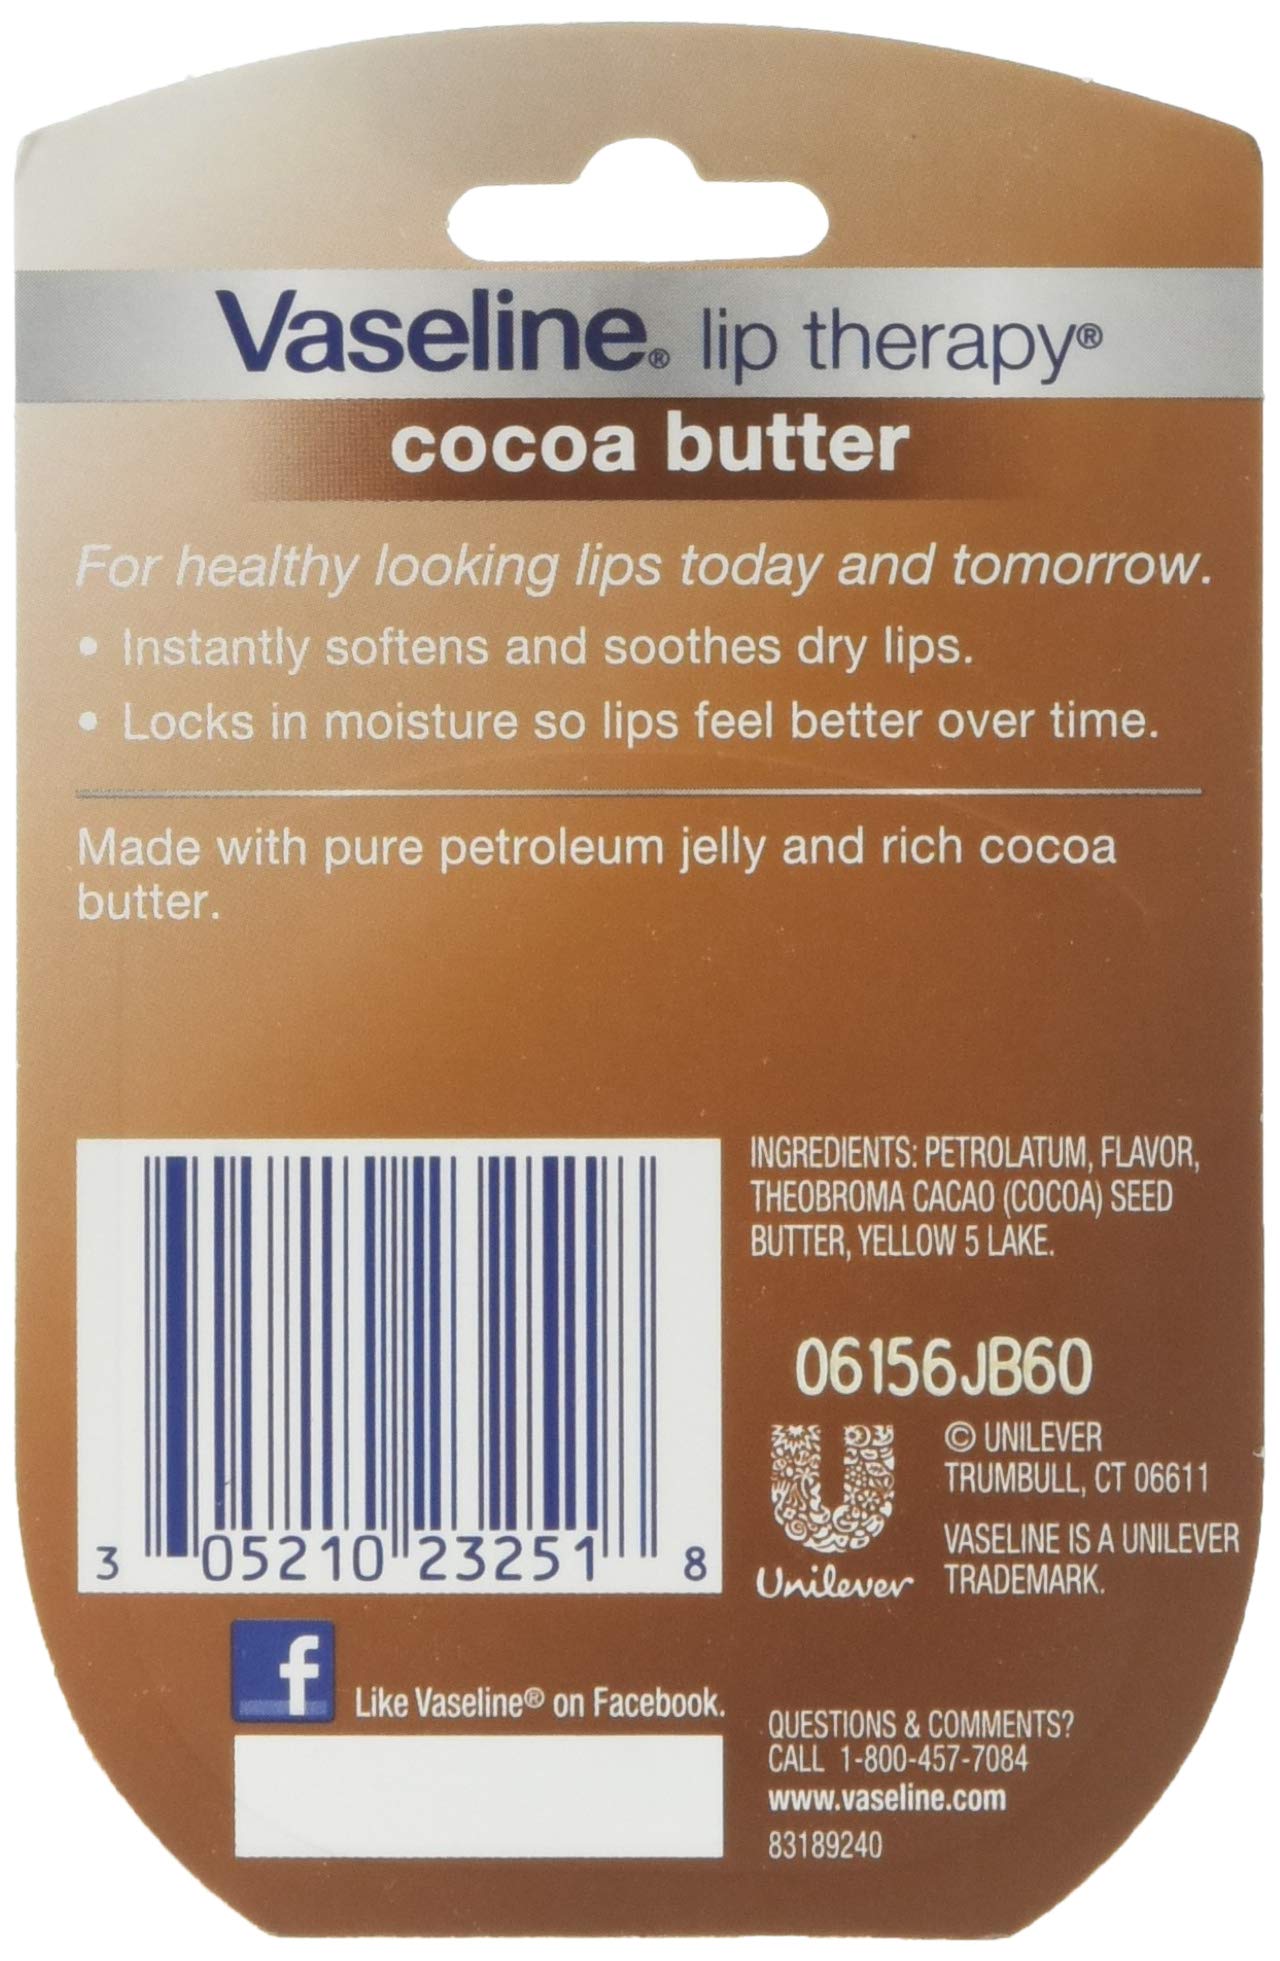 Vaseline® lip therapy®
cocoa butter
For healthy looking lips today and tomorrow.
• Instantly softens and soothes dry lips.
• Locks in moisture so lips feel better over time.
Made with pure petroleum jelly and rich cocoa
butter.
INGREDIENTS: PETROLATUM, FLAVOR,
THEOBROMA CACAO (COCOA) SEED
BUTTER, YELLOW 5 LAKE.
06156JB60
© UNILEVER
TRUMBULL, CT 06611
VASELINE IS A UNILEVER
TRADEMARK.
Unilever
3 05210 23251 8
f
Like Vaseline® on Facebook.
QUESTIONS & COMMENTS?
CALL 1-800-457-7084
www.vaseline.com
83189240